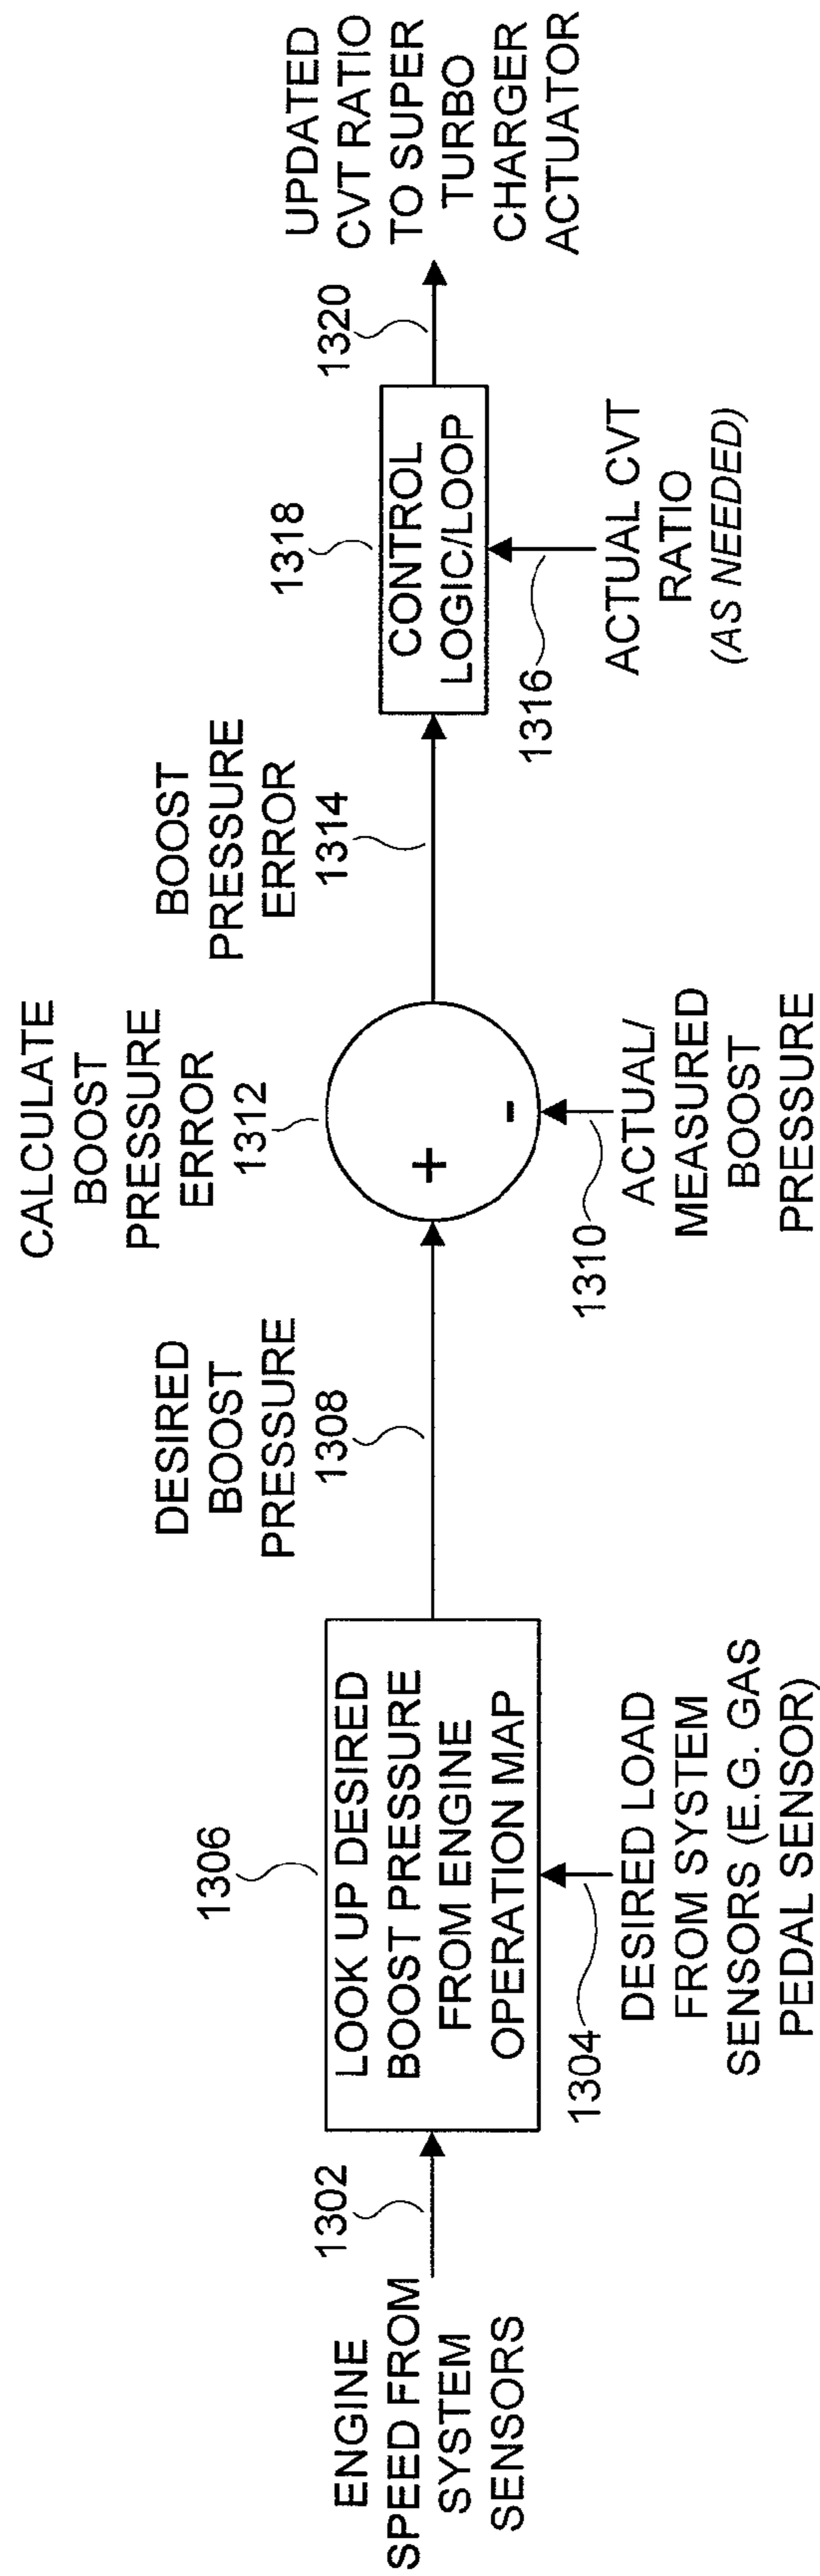 ENGINE
SPEED FROM
SYSTEM
SENSORS
1302
1306
LOOK UP DESIRED
BOOST PRESSURE
FROM ENGINE
OPERATION MAP
1304
DESIRED LOAD
FROM SYSTEM
SENSORS (E.G. GAS
PEDAL SENSOR)
DESIRED
BOOST
PRESSURE
1308
CALCULATE
BOOST
PRESSURE
ERROR
1312
+
-
1310
ACTUAL/
MEASURED
BOOST
PRESSURE
BOOST
PRESSURE
ERROR
1314
1318
CONTROL
LOGIC/LOOP
1316
ACTUAL CVT
RATIO
(AS NEEDED)
1320
UPDATED
CVT RATIO
TO SUPER
TURBO
CHARGER
ACTUATOR